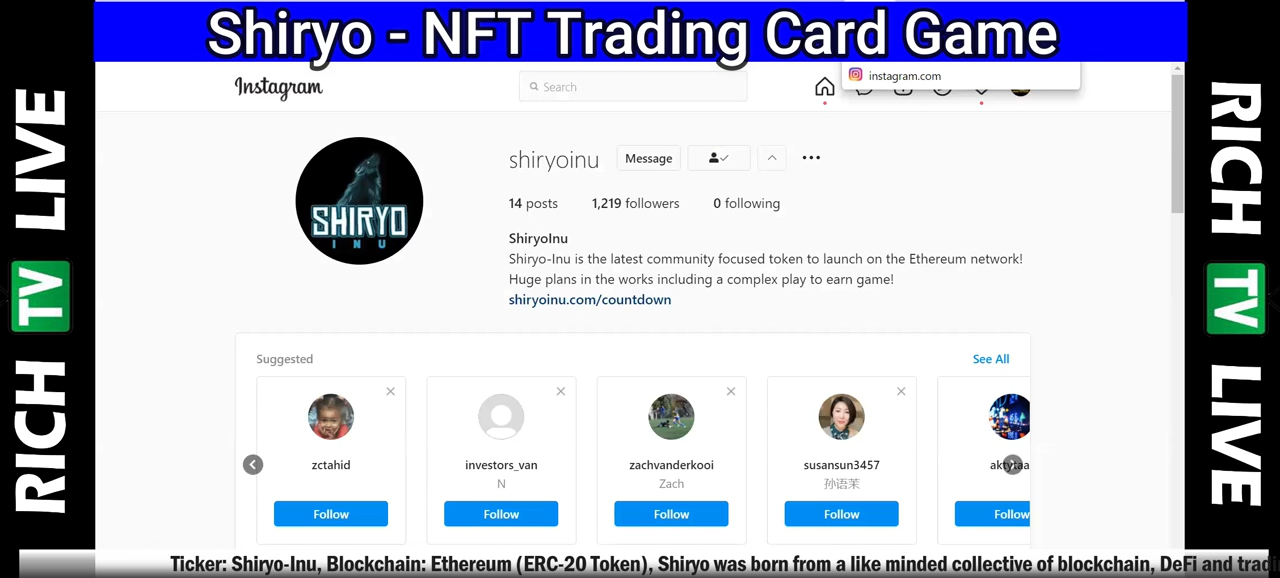 Shiryo - NFT Trading Card Game
Instagram
Search
instagram.com
SHIRYO
INU
shiryoinu
Message
14 posts 1,219 followers 0 following
ShiryoInu
Shiryo-Inu is the latest community focused token to launch on the Ethereum network!
Huge plans in the works including a complex play to earn game!
shiryoinu.com/countdown
Suggested
See All
zctahid
Follow
investors_van
N
Follow
zachvanderkooi
Zach
Follow
susansun3457
孙语茉
Follow
Follow
RICH TV LIVE
RICH TV LIVE
Ticker: Shiryo-Inu, Blockchain: Ethereum (ERC-20 Token), Shiryo was born from a like minded collective of blockchain, DeFi and tradi